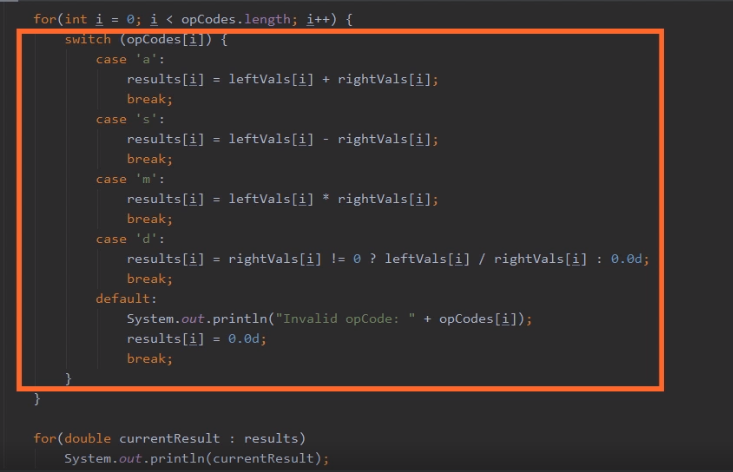 for(int i = 0; i < opCodes.length; i++) {
switch (opCodes[i]) {
case 'a':
results[i] = leftVals[i] + rightVals[i];
break;
case 's':
results[i] = leftVals[i] - rightVals[i];
break;
case 'm':
results[i] = leftVals[i] * rightVals[i];
break;
case 'd':
results[i] = rightVals[i] != 0 ? leftVals[i] / rightVals[i] : 0.0d;
break;
default:
System.out.println("Invalid opCode: " + opCodes[i]);
results[i] = 0.0d;
break;
}
}
for(double currentResult : results)
System.out.println(currentResult);